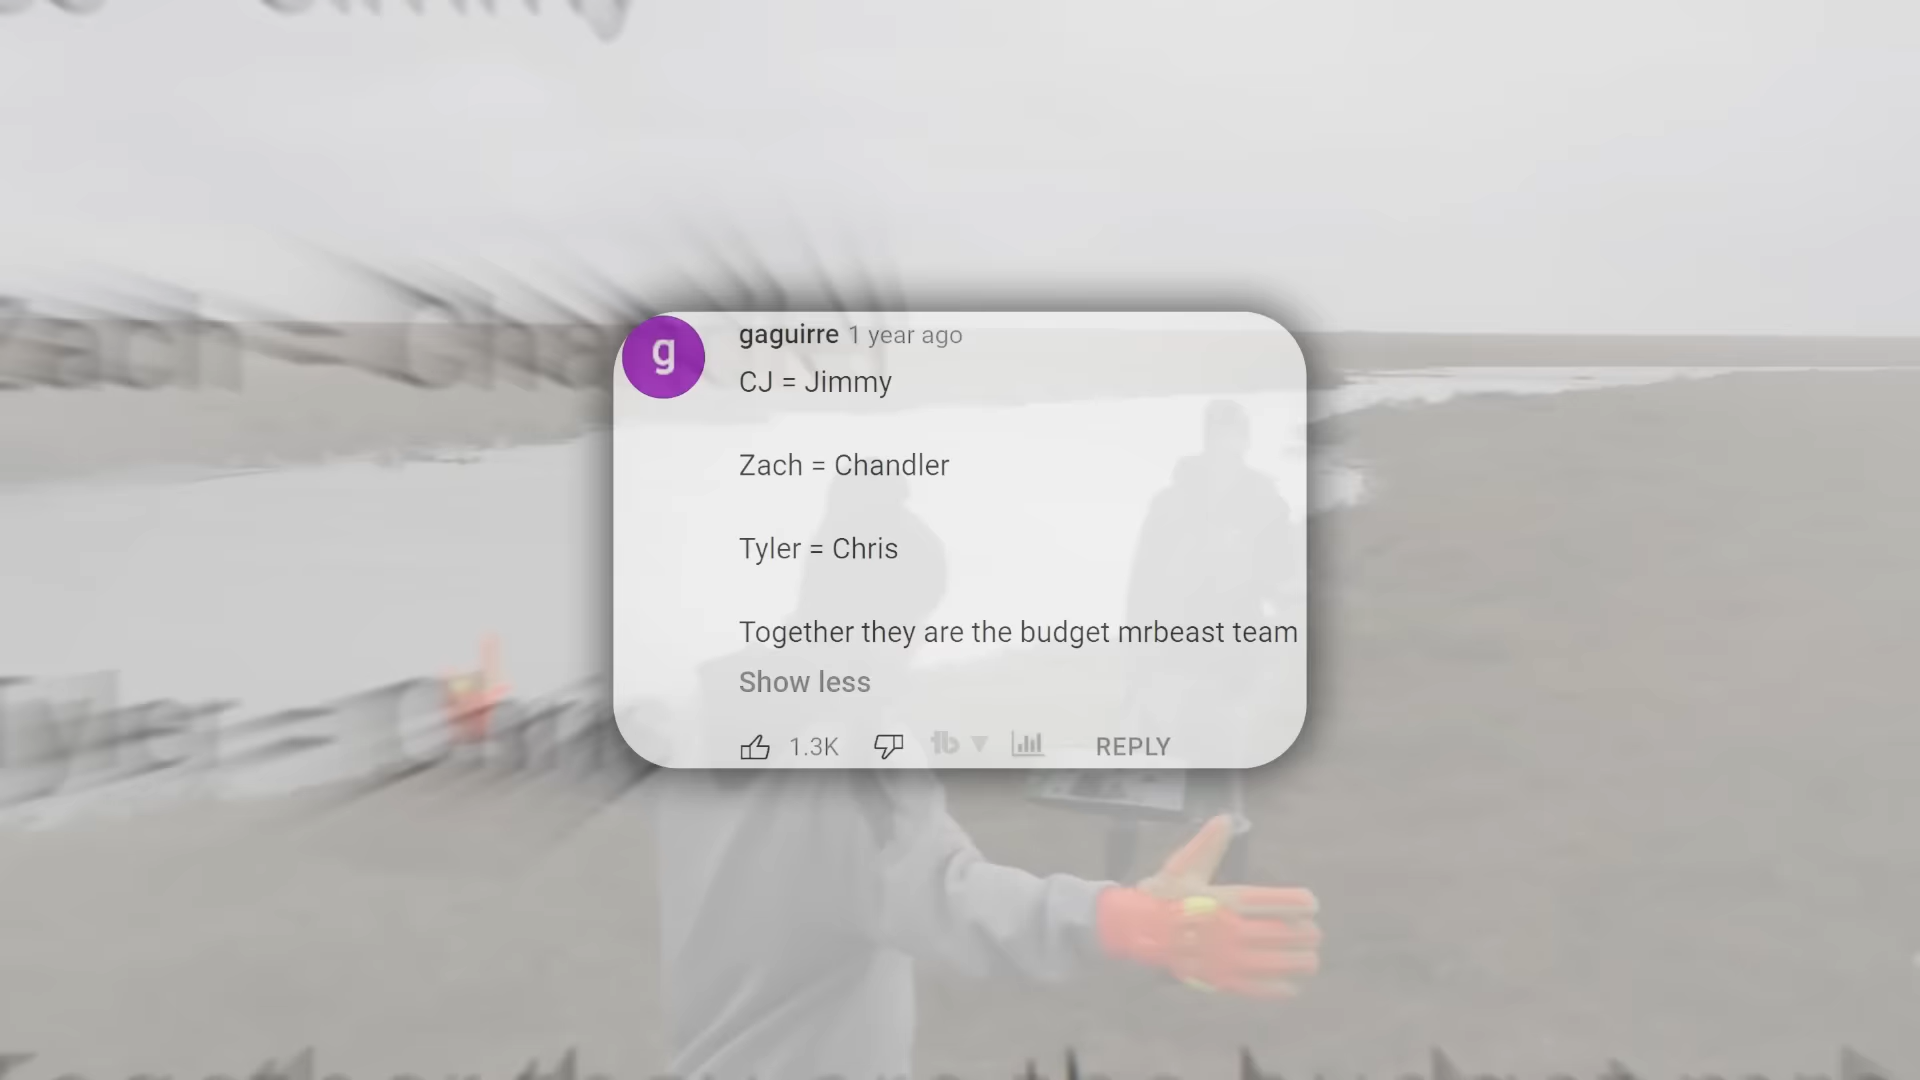 g
gaguirre 1 year ago
CJ = Jimmy
Zach = Chandler
Tyler = Chris
Together they are the budget mrbeast team
Show less
1.3K tb REPLY